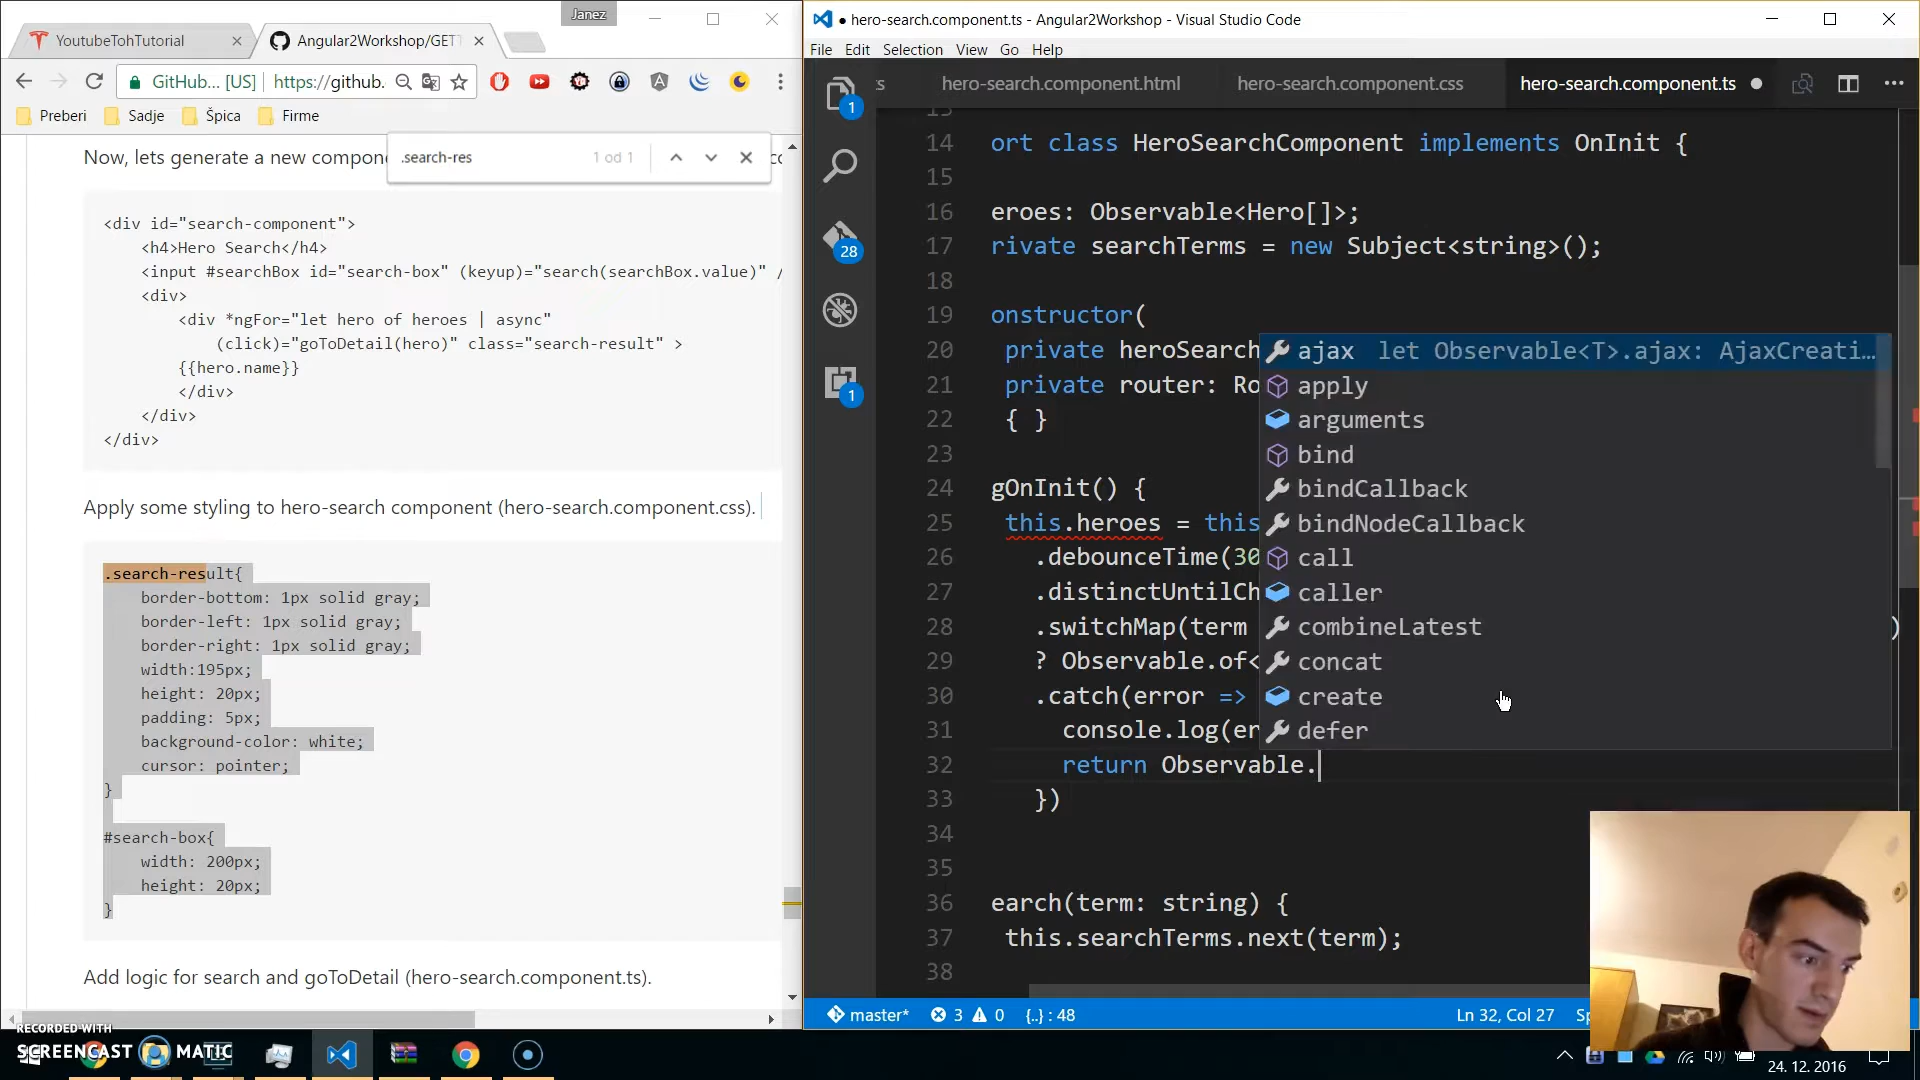 Janez
YoutubeTohTutorial
Angular2Workshop/GETT
GitHub... [US]
https://github.
Preberi
Sadje
Špica
Firme
.search-res
1 od 1
Now, lets generate a new compone
<div id="search-component">
<h4>Hero Search</h4>
<input #searchBox id="search-box" (keyup)="search(searchBox.value)" /
<div>
<div *ngFor="let hero of heroes | async"
(click)="goToDetail(hero)" class="search-result" >
{{hero.name}}
</div>
</div>
</div>
Apply some styling to hero-search component (hero-search.component.css).
.search-result{
border-bottom: 1px solid gray;
border-left: 1px solid gray;
border-right: 1px solid gray;
width:195px;
height: 20px;
padding: 5px;
background-color: white;
cursor: pointer;
}
#search-box{
width: 200px;
height: 20px;
}
Add logic for search and goToDetail (hero-search.component.ts).
● hero-search.component.ts - Angular2Workshop - Visual Studio Code
File Edit Selection View Go Help
ts
hero-search.component.html
hero-search.component.css
hero-search.component.ts
1
28
1
13
14 ort class HeroSearchComponent implements OnInit {
15
16 eroes: Observable<Hero[]>;
17 rivate searchTerms = new Subject<string>();
18
19 onstructor(
20 private heroSearch
21 private router: Ro
22 { }
23
24 gOnInit() {
25 this.heroes = this
26 .debounceTime(30
27 .distinctUntilCh
28 .switchMap(term )
29 ? Observable.of<
30 .catch(error =>
31 console.log(er
32 return Observable.
33 })
34
35
36 earch(term: string) {
37 this.searchTerms.next(term);
38
ajax let Observable<T>.ajax: AjaxCreati...
apply
arguments
bind
bindCallback
bindNodeCallback
call
caller
combineLatest
concat
create
defer
master*
3
0
{..} : 48
Ln 32, Col 27
Sp
RECORDED WITH
SCREENCAST MATIC
24. 12. 2016